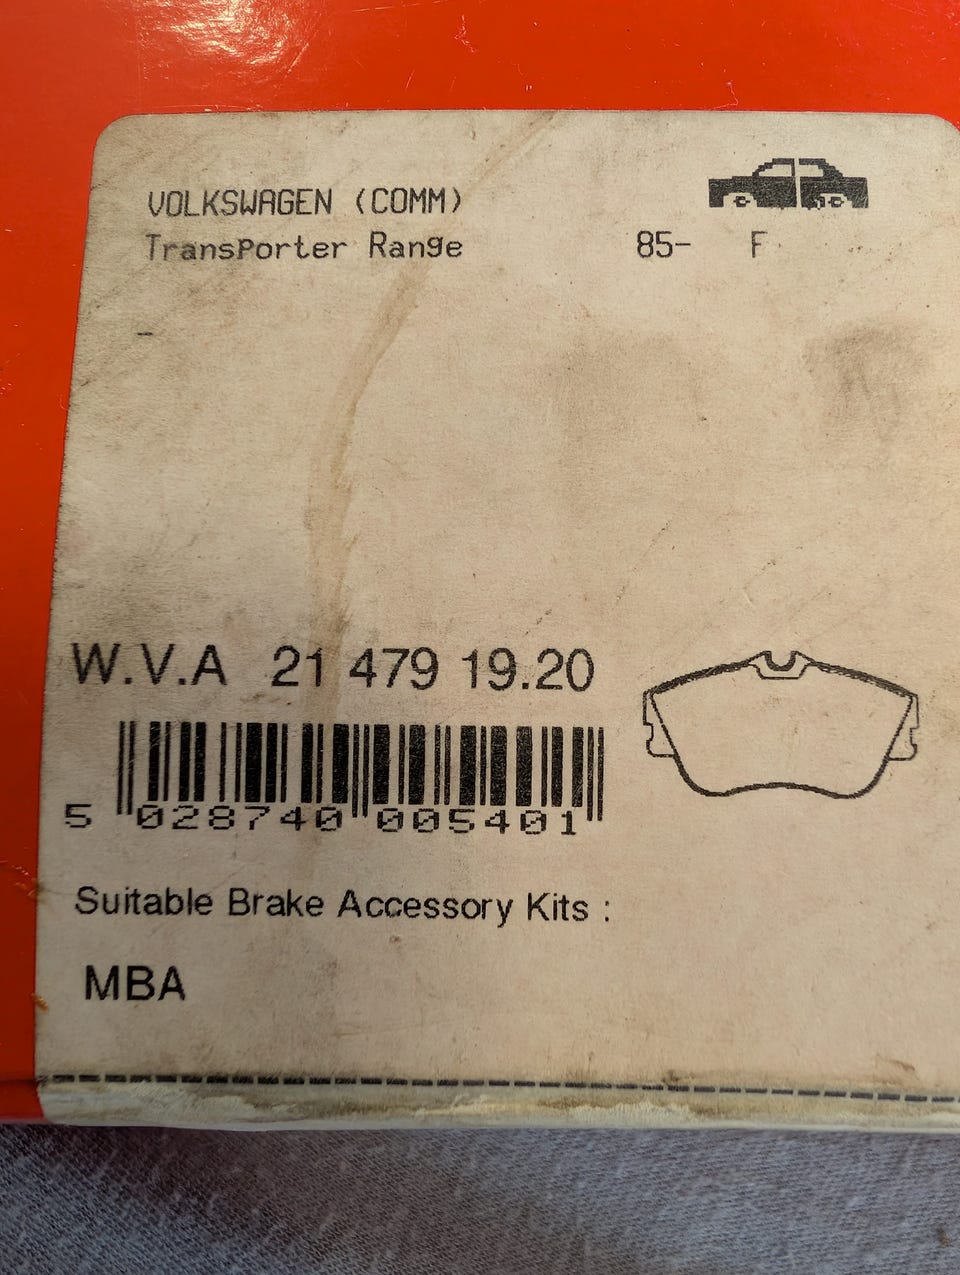 VOLKSWAGEN (COMM)
TransPorter Range 85- F
-
W.V.A 21 479 19.20
5 028740 005401
Suitable Brake Accessory Kits :
MBA